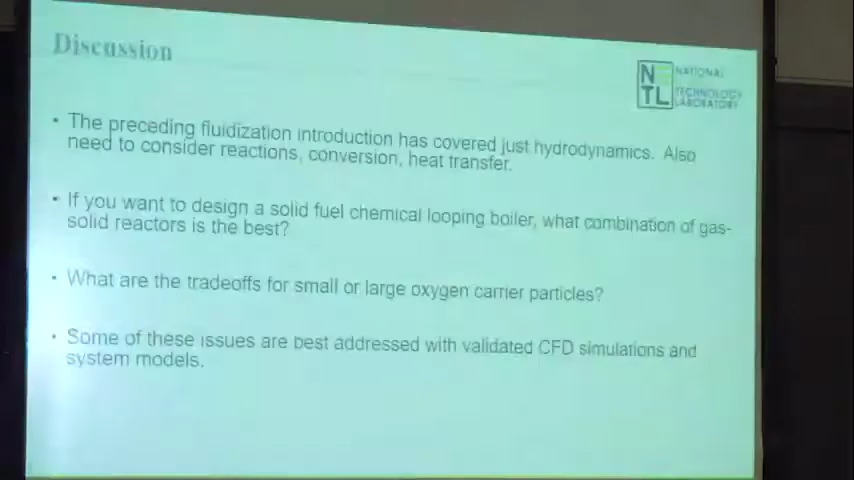 Discussion
N
TL
NATIONAL
TECHNOLOGY
LABORATORY
• The preceding fluidization introduction has covered just hydrodynamics. Also
need to consider reactions, conversion, heat transfer.
• If you want to design a solid fuel chemical looping boiler, what combination of gas-
solid reactors is the best?
• What are the tradeoffs for small or large oxygen carrier particles?
• Some of these issues are best addressed with validated CFD simulations and
system models.